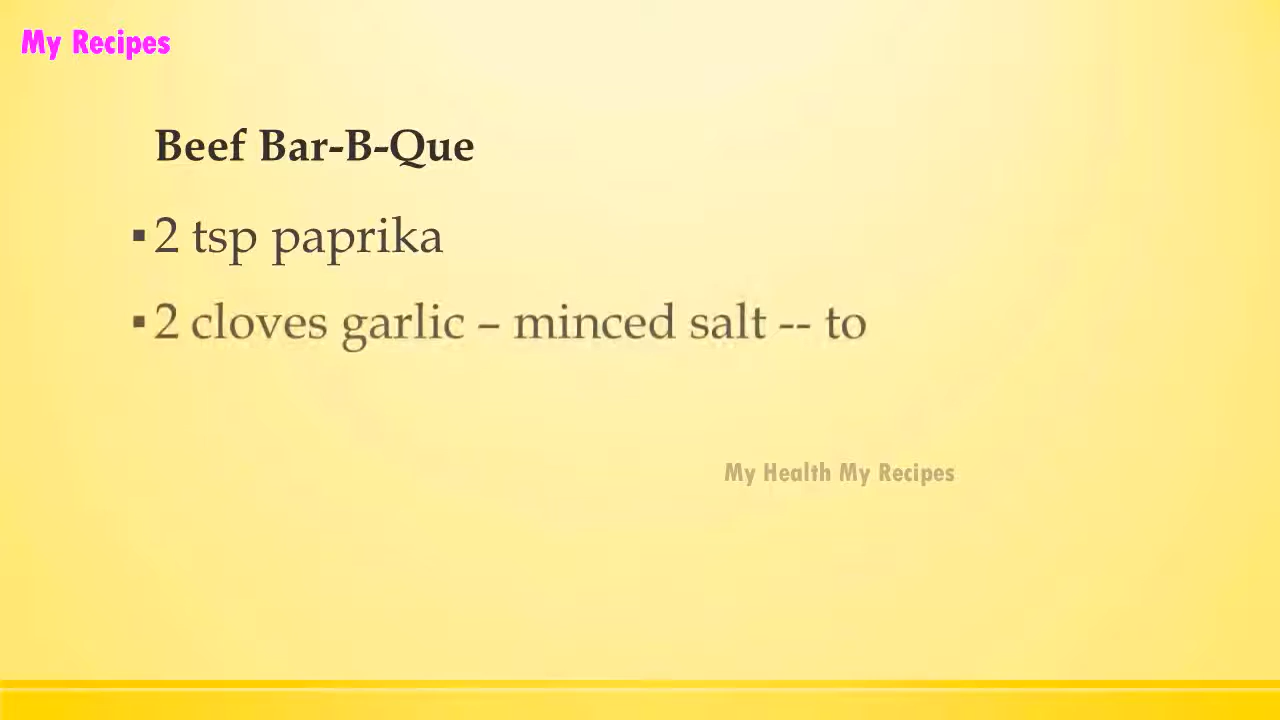 My Recipes
Beef Bar-B-Que
▪2 tsp paprika
▪2 cloves garlic – minced salt -- to
My Health My Recipes